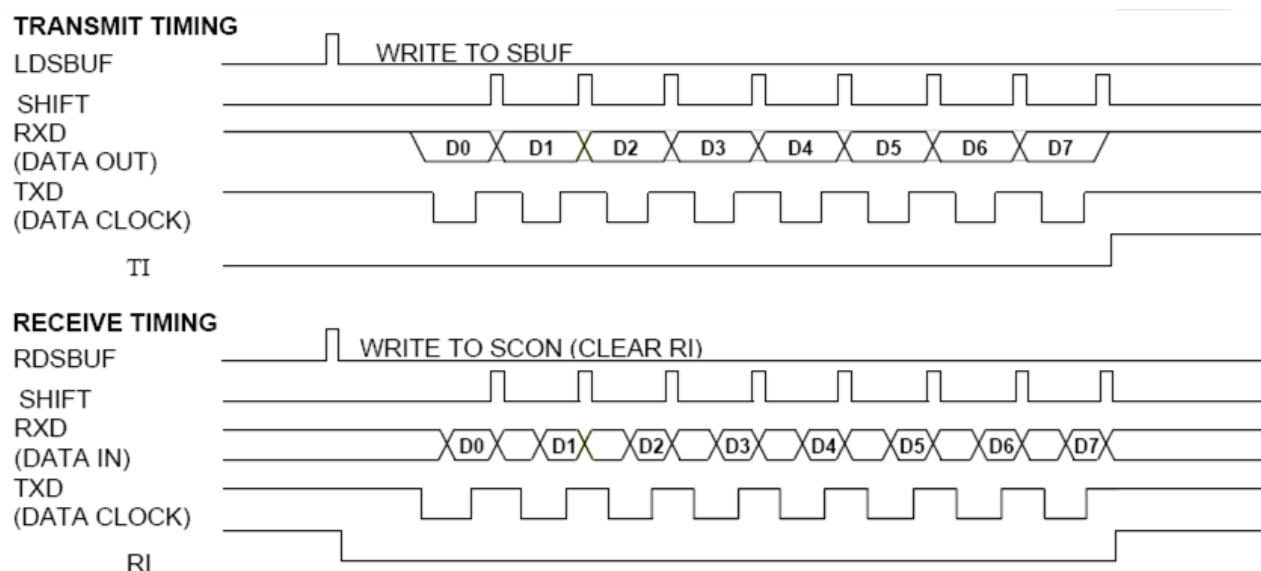 TRANSMIT TIMING
LDSBUF
WRITE TO SBUF
SHIFT
RXD
(DATA OUT)
D0 D1 D2 D3 D4 D5 D6 D7
TXD
(DATA CLOCK)
TI
RECEIVE TIMING
RDSBUF
WRITE TO SCON (CLEAR RI)
SHIFT
RXD
(DATA IN)
D0 D1 D2 D3 D4 D5 D6 D7
TXD
(DATA CLOCK)
RI